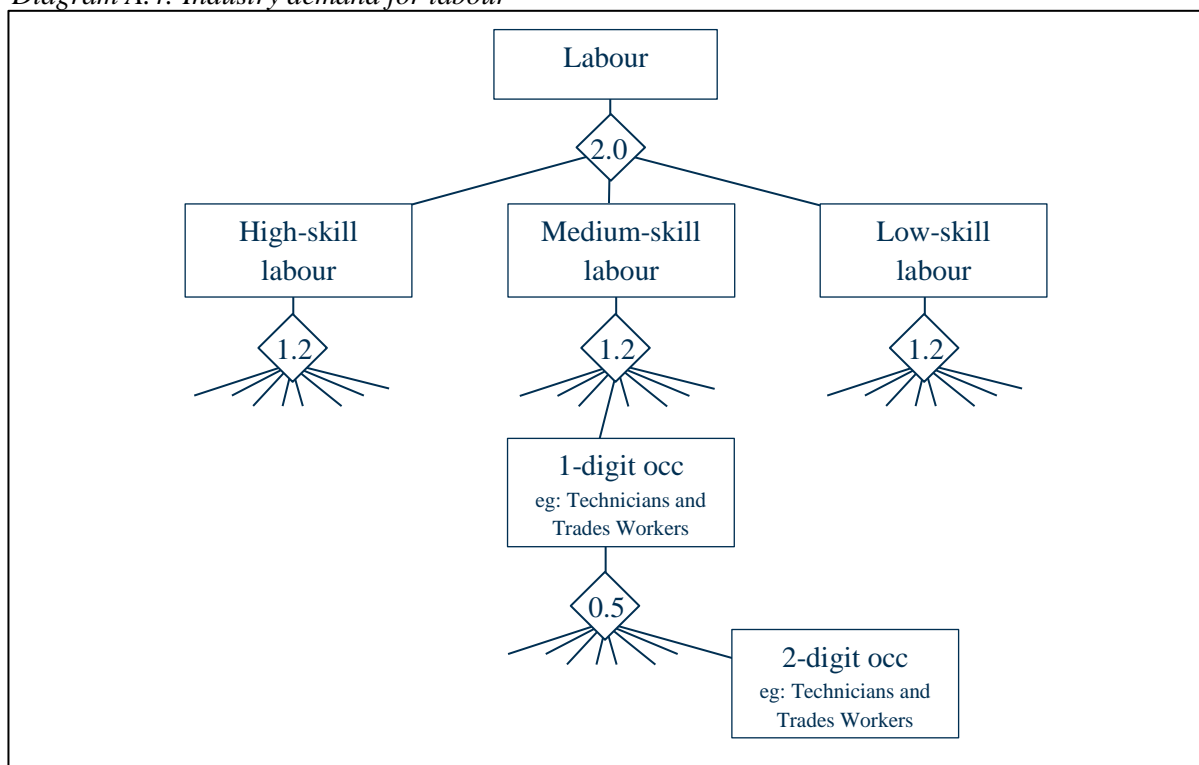 Diagram A.4: Industry demand for labour
Labour
2.0
High-skill
labour
Medium-skill
labour
Low-skill
labour
1.2
1.2
1.2
1-digit occ
eg: Technicians and
Trades Workers
0.5
2-digit occ
eg: Technicians and
Trades Workers